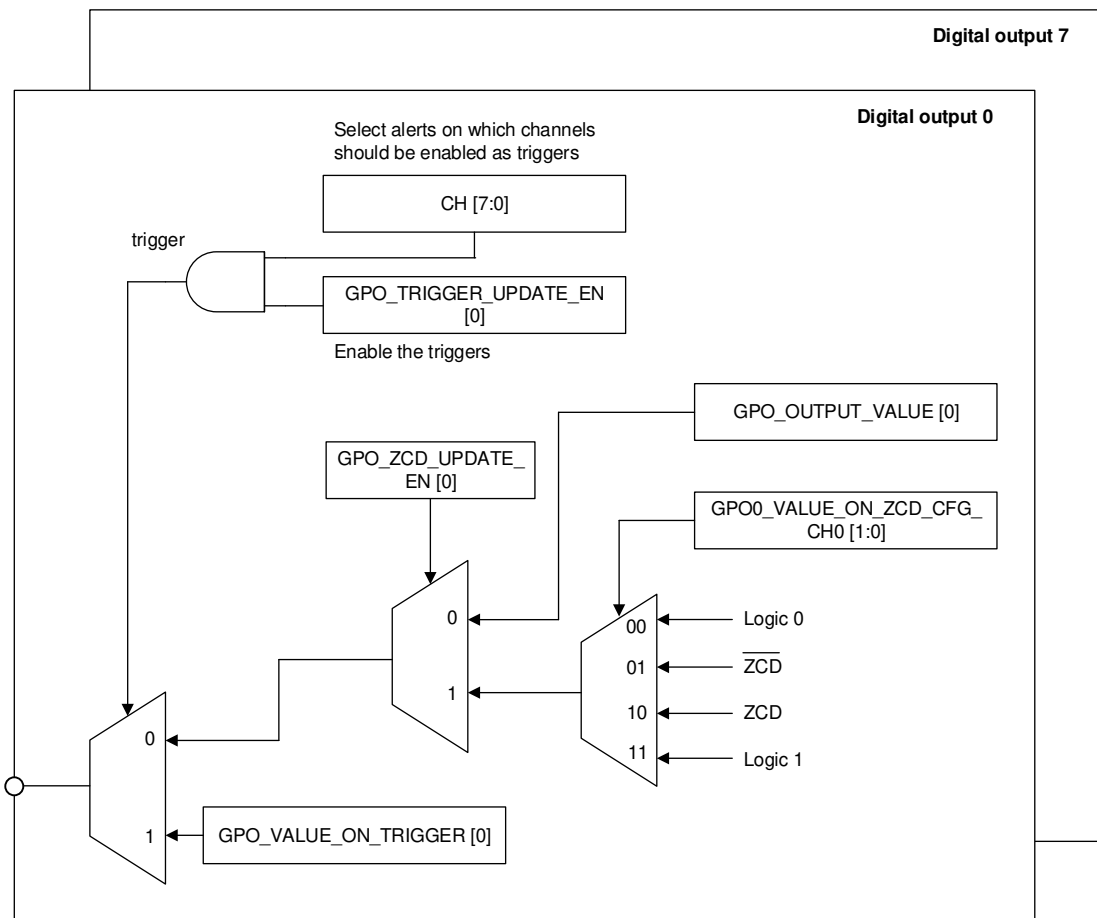 Digital output 7
Digital output 0
Select alerts on which channels
should be enabled as triggers
CH [7:0]
trigger
GPO_TRIGGER_UPDATE_EN
[0]
Enable the triggers
GPO_OUTPUT_VALUE [0]
GPO_ZCD_UPDATE_
EN [0]
GPO0_VALUE_ON_ZCD_CFG_
CH0 [1:0]
0
1
00
01
10
11
Logic 0
Z̅C̅D̅
ZCD
Logic 1
0
1
GPO_VALUE_ON_TRIGGER [0]